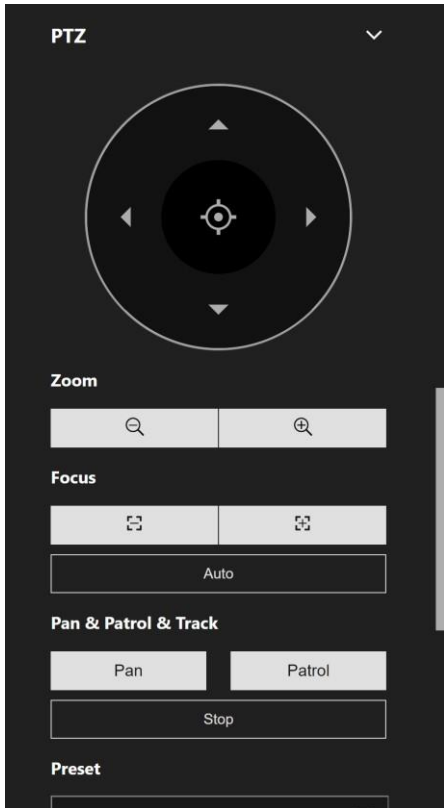 PTZ
Zoom
Focus
Auto
Pan & Patrol & Track
Pan Patrol
Stop
Preset